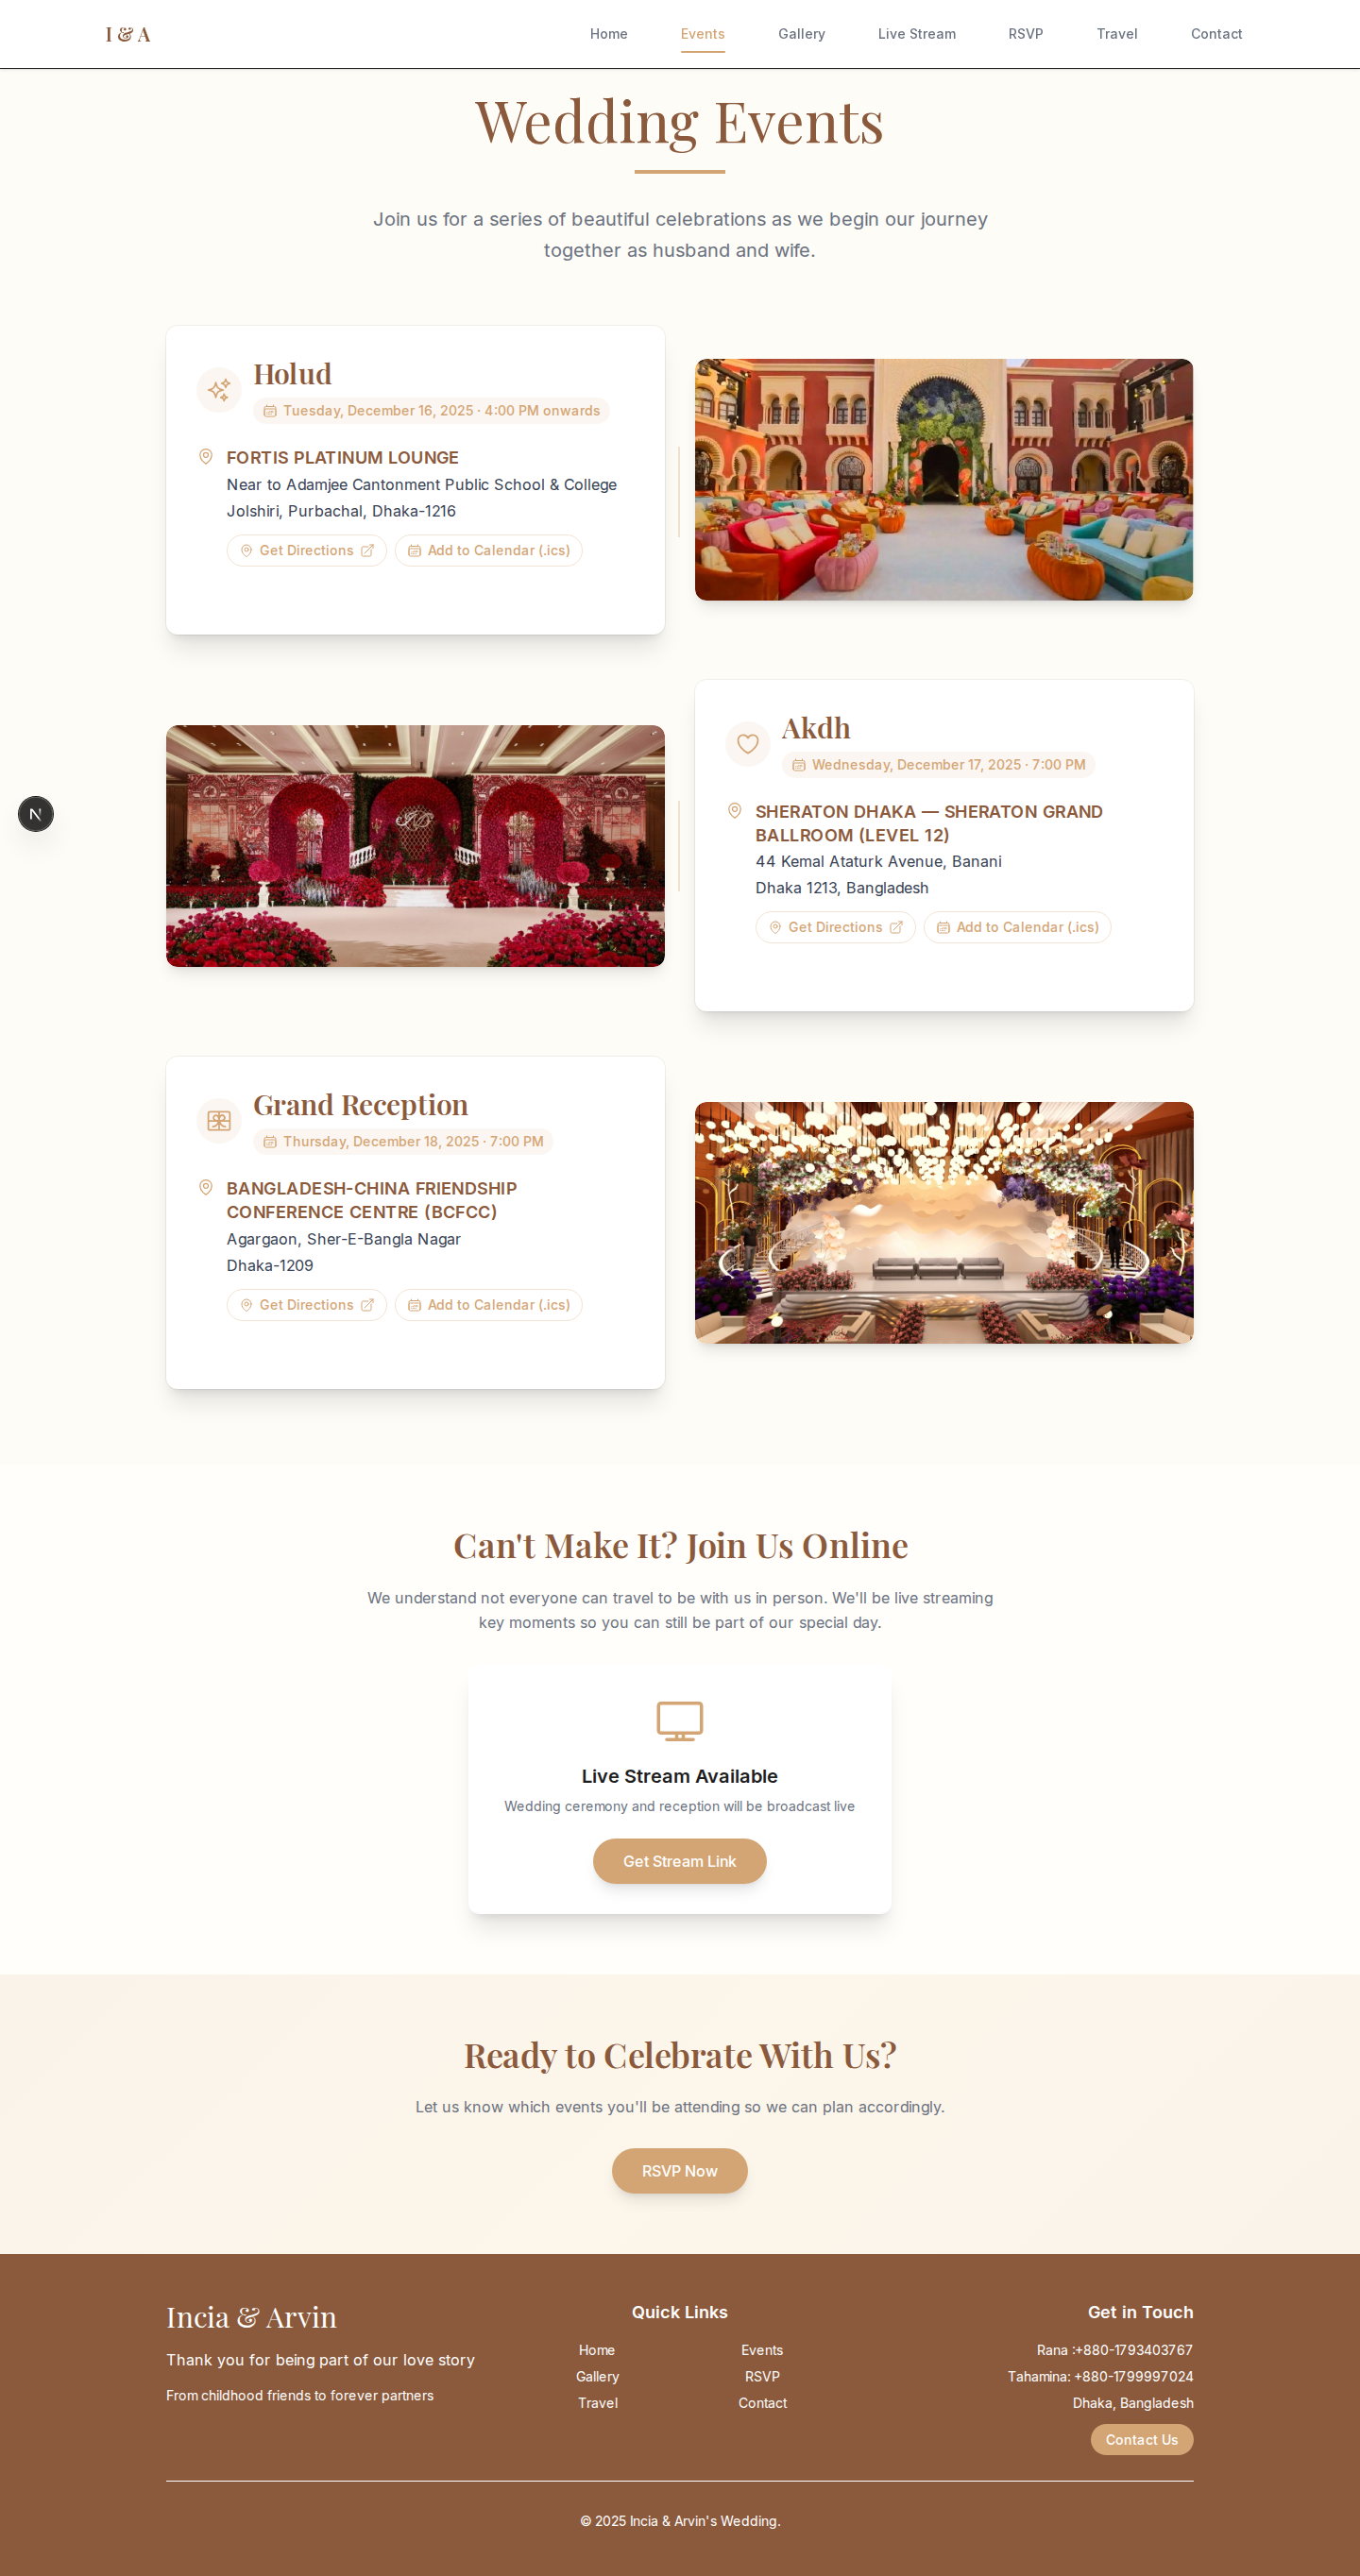 I & A
Home
Events
Gallery
Live Stream
RSVP
Travel
Contact
Wedding Events
Join us for a series of beautiful celebrations as we begin our journey
together as husband and wife.
Holud
Tuesday, December 16, 2025 · 4:00 PM onwards
FORTIS PLATINUM LOUNGE
Near to Adamjee Cantonment Public School & College
Jolshiri, Purbachal, Dhaka-1216
Get Directions
Add to Calendar (.ics)
Akdh
Wednesday, December 17, 2025 · 7:00 PM
SHERATON DHAKA — SHERATON GRAND
BALLROOM (LEVEL 12)
44 Kemal Ataturk Avenue, Banani
Dhaka 1213, Bangladesh
Get Directions
Add to Calendar (.ics)
N
Grand Reception
Thursday, December 18, 2025 · 7:00 PM
BANGLADESH-CHINA FRIENDSHIP
CONFERENCE CENTRE (BCFCC)
Agargaon, Sher-E-Bangla Nagar
Dhaka-1209
Get Directions
Add to Calendar (.ics)
Can't Make It? Join Us Online
We understand not everyone can travel to be with us in person. We'll be live streaming
key moments so you can still be part of our special day.
Live Stream Available
Wedding ceremony and reception will be broadcast live
Get Stream Link
Ready to Celebrate With Us?
Let us know which events you'll be attending so we can plan accordingly.
RSVP Now
Incia & Arvin
Thank you for being part of our love story
From childhood friends to forever partners
Quick Links
Home
Events
Gallery
RSVP
Travel
Contact
Get in Touch
Rana :+880-1793403767
Tahamina: +880-1799997024
Dhaka, Bangladesh
Contact Us
© 2025 Incia & Arvin's Wedding.